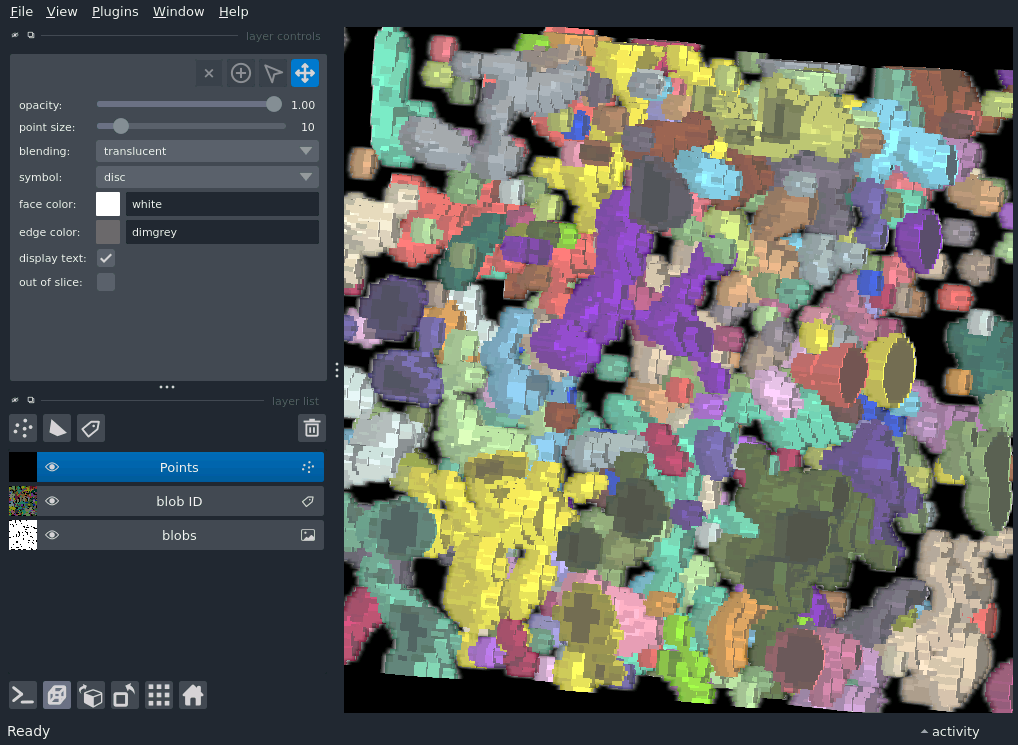 File View Plugins Window Help
layer controls
opacity: 1.00
point size: 10
blending: translucent
symbol: disc
face color: white
edge color: dimgrey
display text:
out of slice:
layer list
Points
blob ID
blobs
Ready
activity